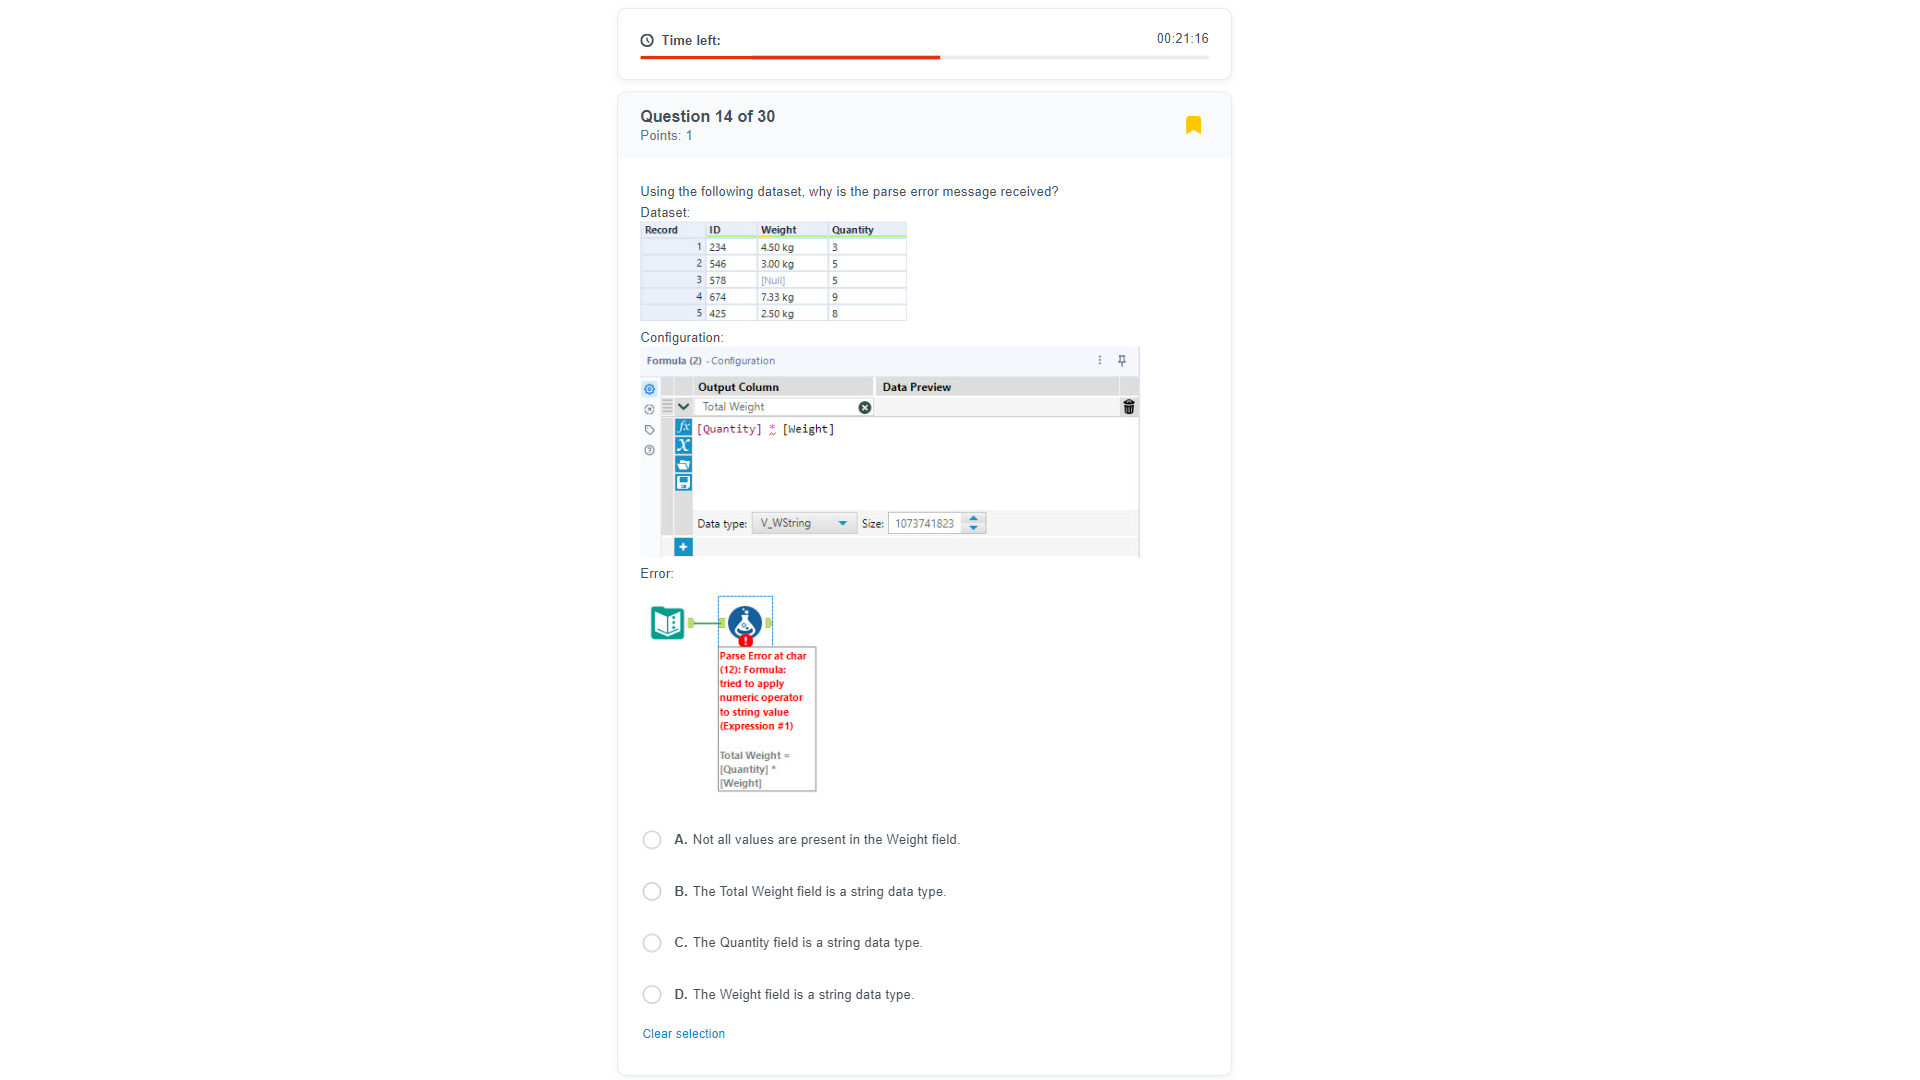 Time left: 00:21:16
Question 14 of 30
Points: 1
Using the following dataset, why is the parse error message received?
Dataset:
Record ID Weight Quantity
1 234 4.50 kg 3
2 546 3.00 kg 5
3 578 [Null] 5
4 674 7.33 kg 9
5 425 2.50 kg 8
Configuration:
Formula (2) - Configuration
Output Column Data Preview
Total Weight
fx [Quantity] * [Weight]
X
Data type: V_WString Size: 1073741823
+
Error:
Parse Error at char
(12): Formula:
tried to apply
numeric operator
to string value
(Expression #1)
Total Weight =
[Quantity] *
[Weight]
A. Not all values are present in the Weight field.
B. The Total Weight field is a string data type.
C. The Quantity field is a string data type.
D. The Weight field is a string data type.
Clear selection